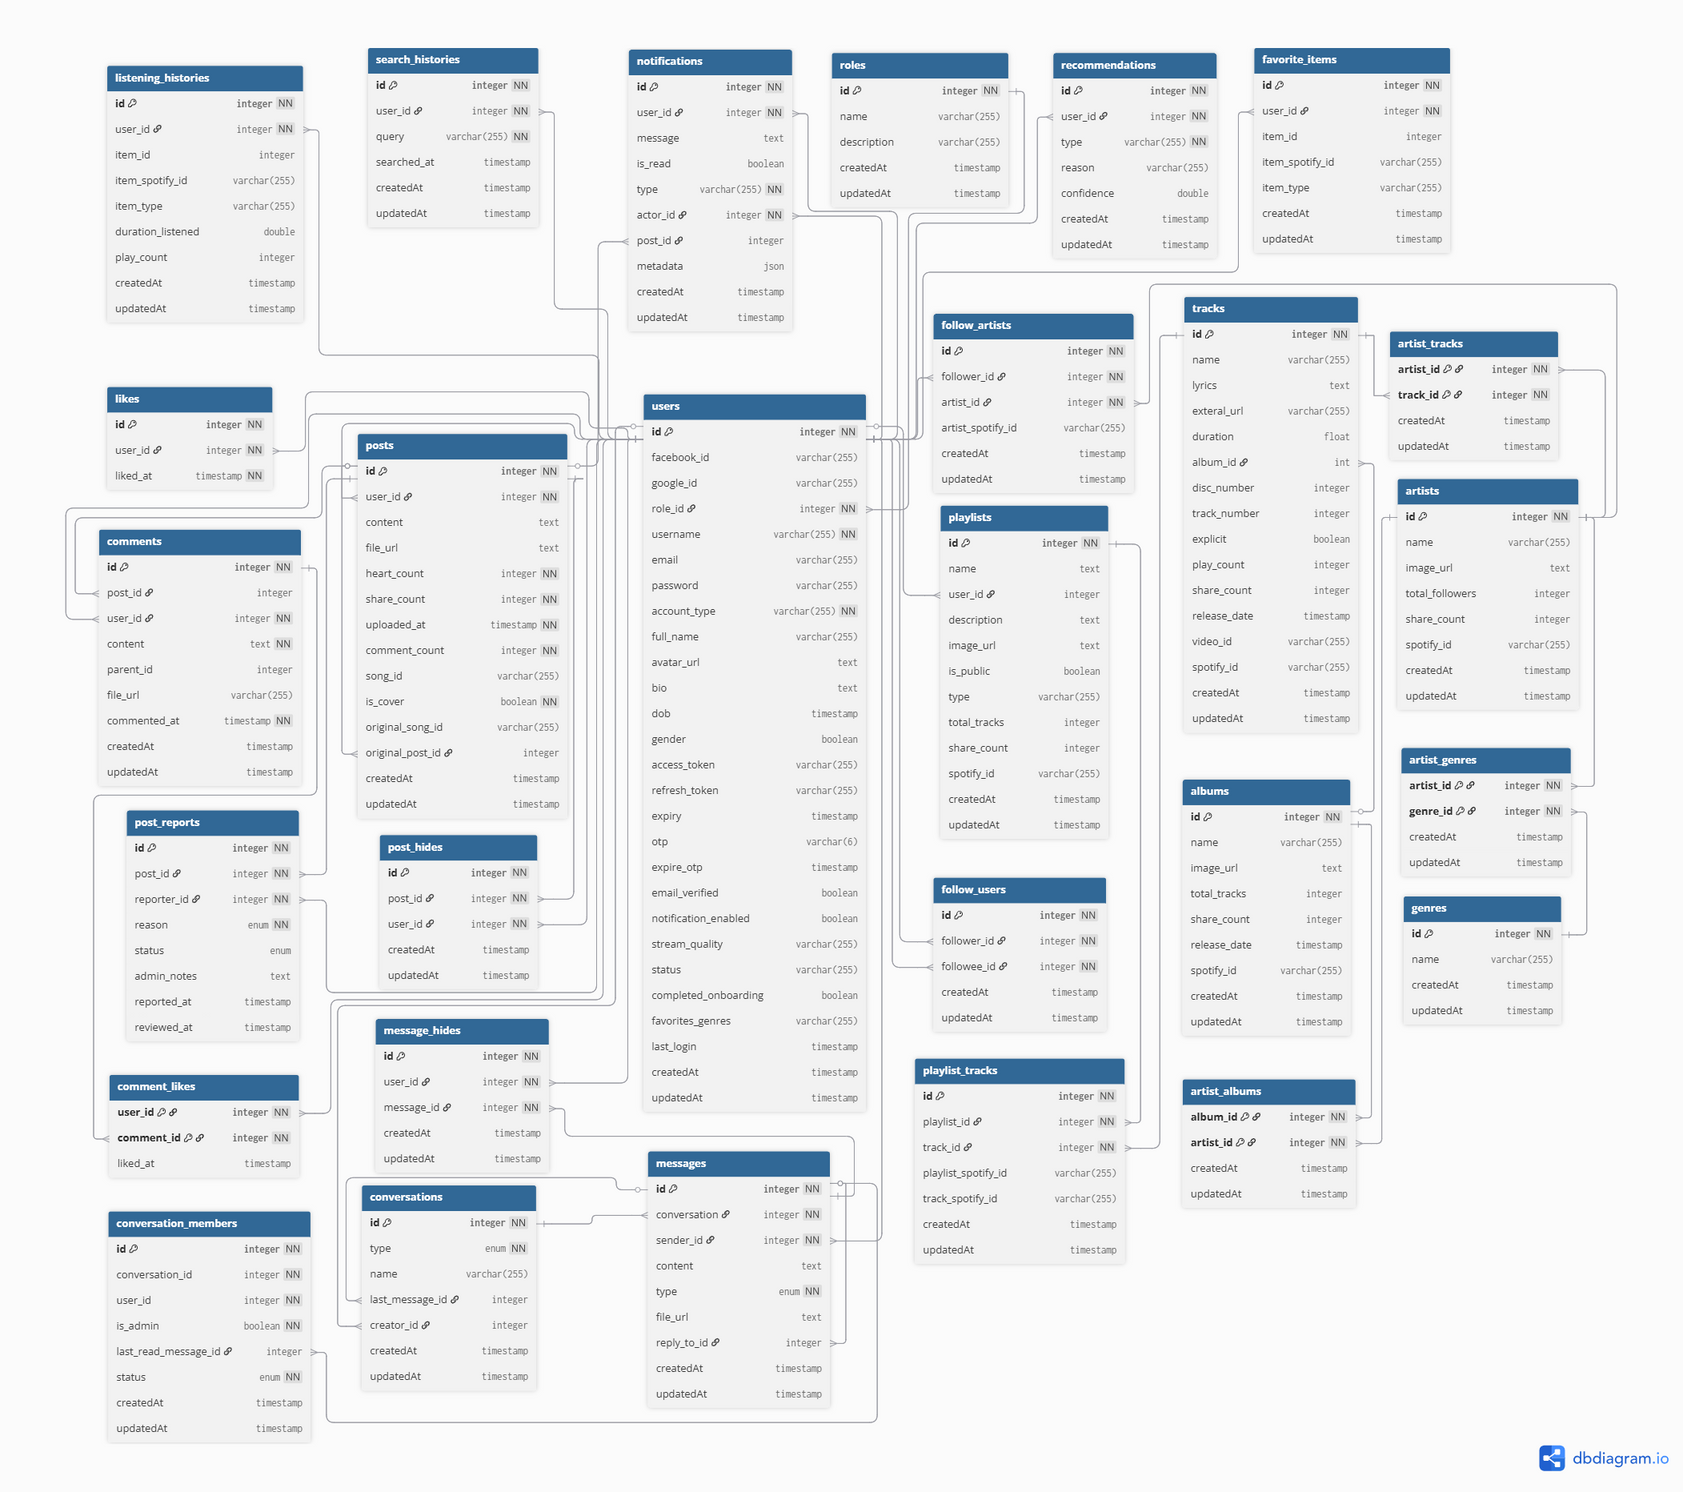 listening_histories
id integer NN
user_id integer NN
item_id integer
item_spotify_id varchar(255)
item_type varchar(255)
duration_listened double
play_count integer
createdAt timestamp
updatedAt timestamp
search_histories
id integer NN
user_id integer NN
query varchar(255) NN
searched_at timestamp
createdAt timestamp
updatedAt timestamp
notifications
id integer NN
user_id integer NN
message text
is_read boolean
type varchar(255) NN
actor_id integer NN
post_id integer
metadata json
createdAt timestamp
updatedAt timestamp
roles
id integer NN
name varchar(255)
description varchar(255)
createdAt timestamp
updatedAt timestamp
recommendations
id integer NN
user_id integer NN
type varchar(255) NN
reason varchar(255)
confidence double
createdAt timestamp
updatedAt timestamp
favorite_items
id integer NN
user_id integer NN
item_id integer
item_spotify_id varchar(255)
item_type varchar(255)
createdAt timestamp
updatedAt timestamp
likes
id integer NN
user_id integer NN
liked_at timestamp NN
posts
id integer NN
user_id integer NN
content text
file_url text
heart_count integer NN
share_count integer NN
uploaded_at timestamp NN
comment_count integer NN
song_id varchar(255)
is_cover boolean NN
original_song_id varchar(255)
original_post_id integer
createdAt timestamp
updatedAt timestamp
users
id integer NN
facebook_id varchar(255)
google_id varchar(255)
role_id integer NN
username varchar(255) NN
email varchar(255)
password varchar(255)
account_type varchar(255) NN
full_name varchar(255)
avatar_url text
bio text
dob timestamp
gender boolean
access_token varchar(255)
refresh_token varchar(255)
expiry timestamp
otp varchar(6)
expire_otp timestamp
email_verified boolean
notification_enabled boolean
stream_quality varchar(255)
status varchar(255)
completed_onboarding boolean
favorites_genres varchar(255)
last_login timestamp
createdAt timestamp
updatedAt timestamp
follow_artists
id integer NN
follower_id integer NN
artist_id integer NN
artist_spotify_id varchar(255)
createdAt timestamp
updatedAt timestamp
tracks
id integer NN
name varchar(255)
lyrics text
exteral_url varchar(255)
duration float
album_id int
disc_number integer
track_number integer
explicit boolean
play_count integer
share_count integer
release_date timestamp
video_id varchar(255)
spotify_id varchar(255)
createdAt timestamp
updatedAt timestamp
artist_tracks
artist_id integer NN
track_id integer NN
createdAt timestamp
updatedAt timestamp
artists
id integer NN
name varchar(255)
image_url text
total_followers integer
share_count integer
spotify_id varchar(255)
createdAt timestamp
updatedAt timestamp
comments
id integer NN
post_id integer
user_id integer NN
content text NN
parent_id integer
file_url varchar(255)
commented_at timestamp NN
createdAt timestamp
updatedAt timestamp
playlists
id integer NN
name text
user_id integer
description text
image_url text
is_public boolean
type varchar(255)
total_tracks integer
share_count integer
spotify_id varchar(255)
createdAt timestamp
updatedAt timestamp
artist_genres
artist_id integer NN
genre_id integer NN
createdAt timestamp
updatedAt timestamp
albums
id integer NN
name varchar(255)
image_url text
total_tracks integer
share_count integer
release_date timestamp
spotify_id varchar(255)
createdAt timestamp
updatedAt timestamp
post_reports
id integer NN
post_id integer NN
reporter_id integer NN
reason enum NN
status enum
admin_notes text
reported_at timestamp
reviewed_at timestamp
post_hides
id integer NN
post_id integer NN
user_id integer NN
createdAt timestamp
updatedAt timestamp
follow_users
id integer NN
follower_id integer NN
followee_id integer NN
createdAt timestamp
updatedAt timestamp
genres
id integer NN
name varchar(255)
createdAt timestamp
updatedAt timestamp
message_hides
id integer NN
user_id integer NN
message_id integer NN
createdAt timestamp
updatedAt timestamp
comment_likes
user_id integer NN
comment_id integer NN
liked_at timestamp
playlist_tracks
id integer NN
playlist_id integer NN
track_id integer NN
playlist_spotify_id varchar(255)
track_spotify_id varchar(255)
createdAt timestamp
updatedAt timestamp
artist_albums
album_id integer NN
artist_id integer NN
createdAt timestamp
updatedAt timestamp
messages
id integer NN
conversation integer NN
sender_id integer NN
content text
type enum NN
file_url text
reply_to_id integer
createdAt timestamp
updatedAt timestamp
conversations
id integer NN
type enum NN
name varchar(255)
last_message_id integer
creator_id integer
createdAt timestamp
updatedAt timestamp
conversation_members
id integer NN
conversation_id integer NN
user_id integer NN
is_admin boolean NN
last_read_message_id integer
status enum NN
createdAt timestamp
updatedAt timestamp
dbdiagram.io